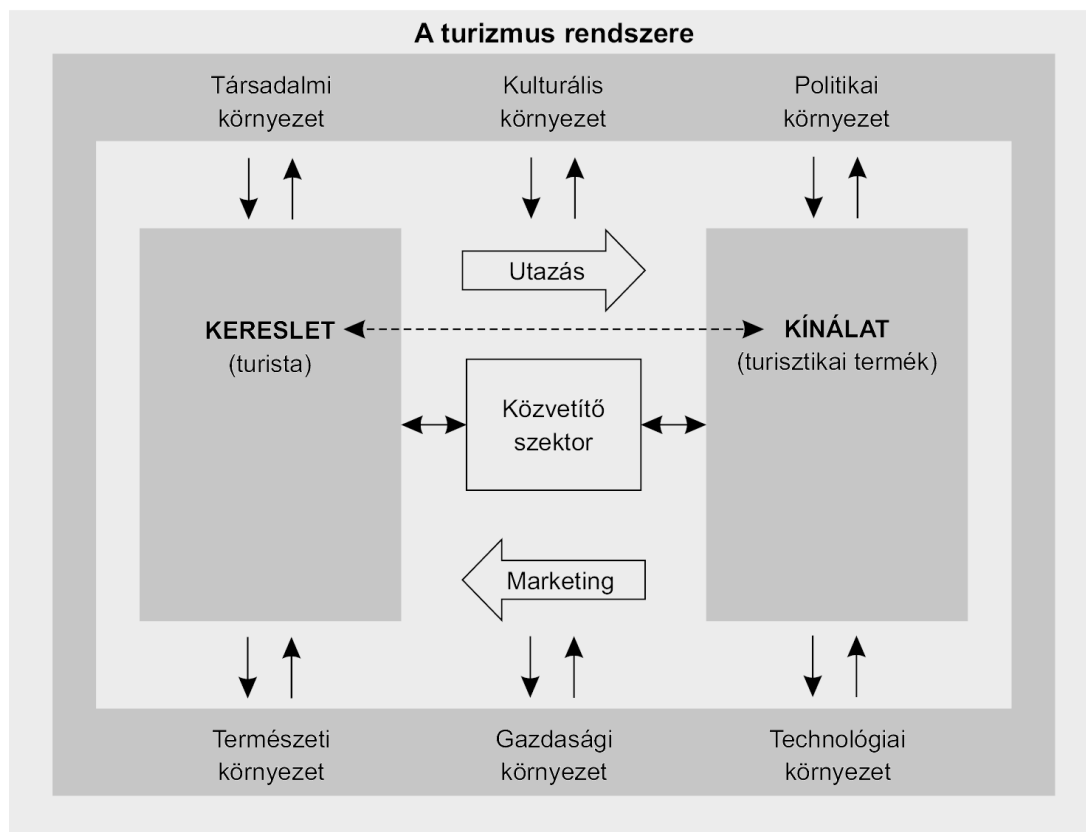 A turizmus rendszere
Társadalmi
környezet
Kulturális
környezet
Politikai
környezet
Utazás
KERESLET
(turista)
KÍNÁLAT
(turisztikai termék)
Közvetítő
szektor
Marketing
Természeti
környezet
Gazdasági
környezet
Technológiai
környezet